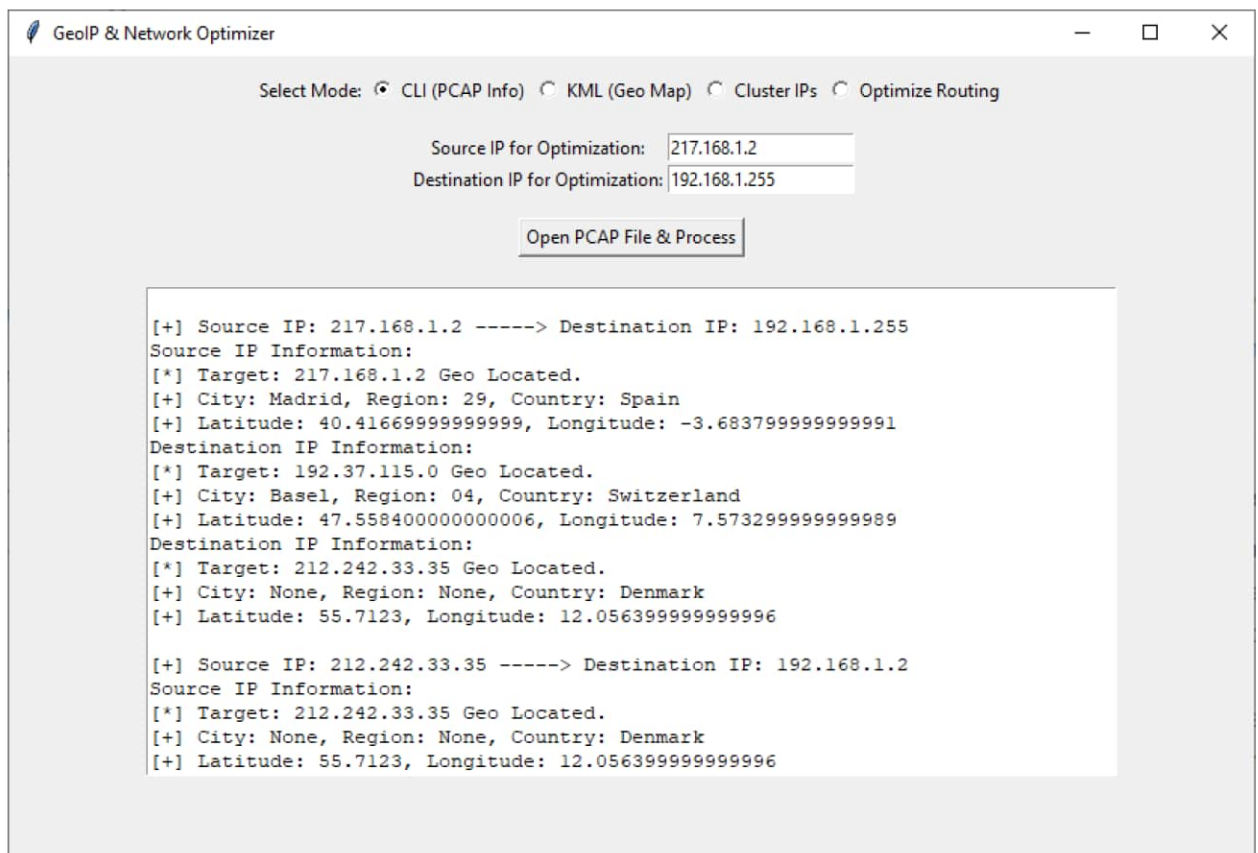 GeoIP & Network Optimizer
Select Mode: CLI (PCAP Info) KML (Geo Map) Cluster IPs Optimize Routing
Source IP for Optimization: 217.168.1.2
Destination IP for Optimization: 192.168.1.255
Open PCAP File & Process
[+] Source IP: 217.168.1.2 -----> Destination IP: 192.168.1.255
Source IP Information:
[*] Target: 217.168.1.2 Geo Located.
[+] City: Madrid, Region: 29, Country: Spain
[+] Latitude: 40.41669999999999, Longitude: -3.683799999999991
Destination IP Information:
[*] Target: 192.37.115.0 Geo Located.
[+] City: Basel, Region: 04, Country: Switzerland
[+] Latitude: 47.558400000000006, Longitude: 7.573299999999989
Destination IP Information:
[*] Target: 212.242.33.35 Geo Located.
[+] City: None, Region: None, Country: Denmark
[+] Latitude: 55.7123, Longitude: 12.056399999999996
[+] Source IP: 212.242.33.35 -----> Destination IP: 192.168.1.2
Source IP Information:
[*] Target: 212.242.33.35 Geo Located.
[+] City: None, Region: None, Country: Denmark
[+] Latitude: 55.7123, Longitude: 12.056399999999996